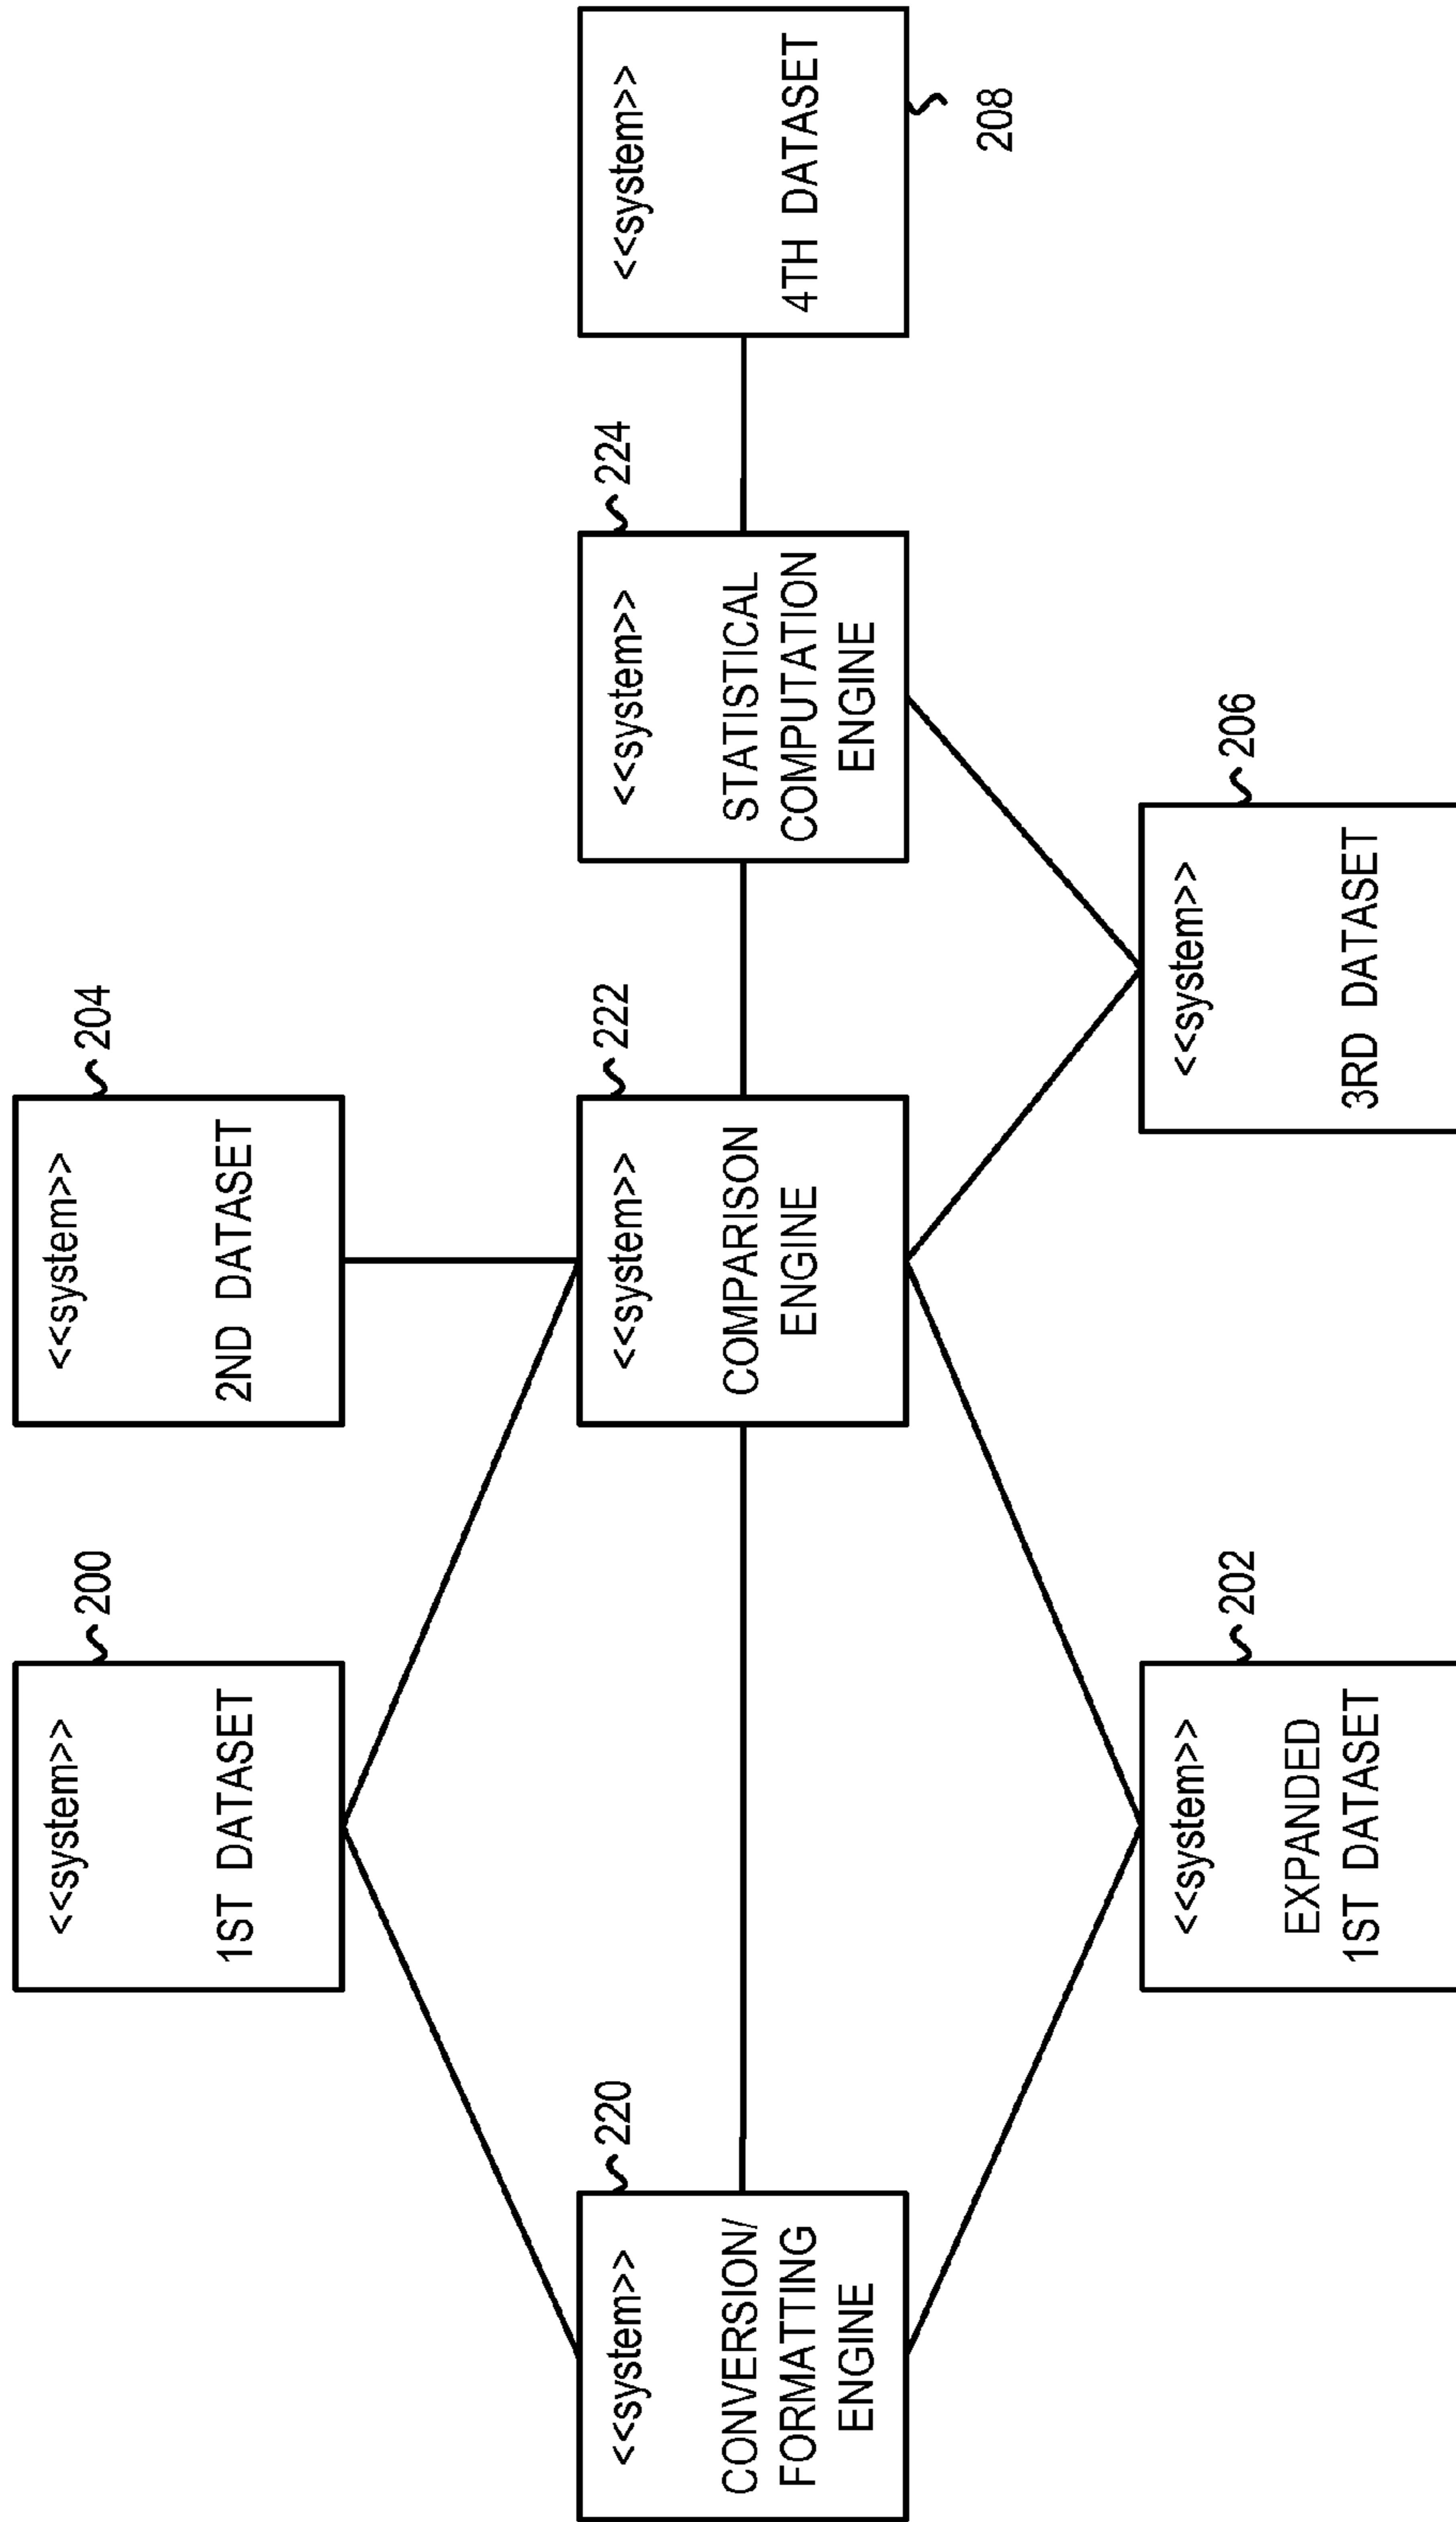 <<system>>
1ST DATASET
200
<<system>>
2ND DATASET
204
<<system>>
CONVERSION/
FORMATTING
ENGINE
220
<<system>>
COMPARISON
ENGINE
222
<<system>>
STATISTICAL
COMPUTATION
ENGINE
224
<<system>>
4TH DATASET
208
<<system>>
EXPANDED
1ST DATASET
202
<<system>>
3RD DATASET
206